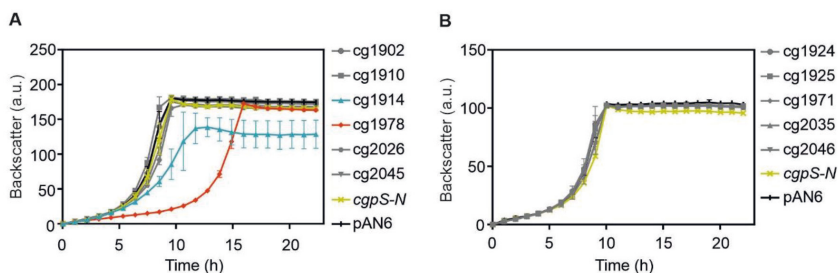 A
Backscatter (a.u.)
250
200
150
100
50
0
0
5
10
15
20
Time (h)
cg1902
cg1910
cg1914
cg1978
cg2026
cg2045
cgpS-N
pAN6
B
Backscatter (a.u.)
150
100
50
0
0
5
10
15
20
Time (h)
cg1924
cg1925
cg1971
cg2035
cg2046
cgpS-N
pAN6